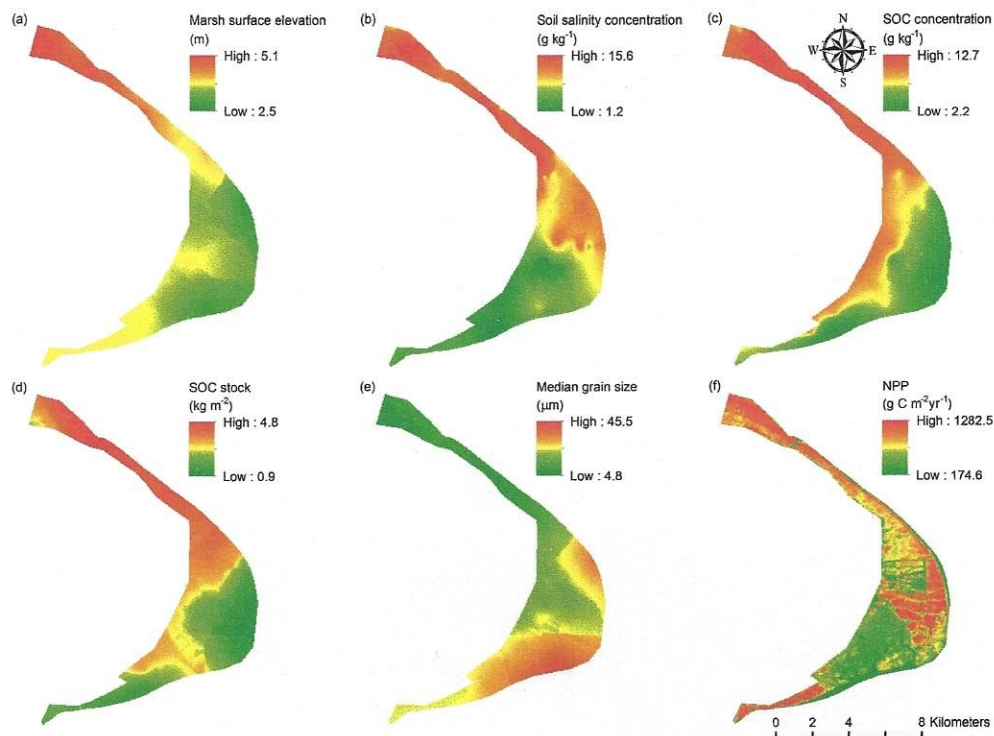 (a)
Marsh surface elevation
(m)
High : 5.1
Low : 2.5
(b)
Soil salinity concentration
(g kg-1)
High : 15.6
Low : 1.2
(c)
SOC concentration
(g kg-1)
High : 12.7
Low : 2.2
N
W
E
S
(d)
SOC stock
(kg m-2)
High : 4.8
Low : 0.9
(e)
Median grain size
(μm)
High : 45.5
Low : 4.8
(f)
NPP
(g C m-2yr-1)
High : 1282.5
Low : 174.6
0 2 4 8 Kilometers